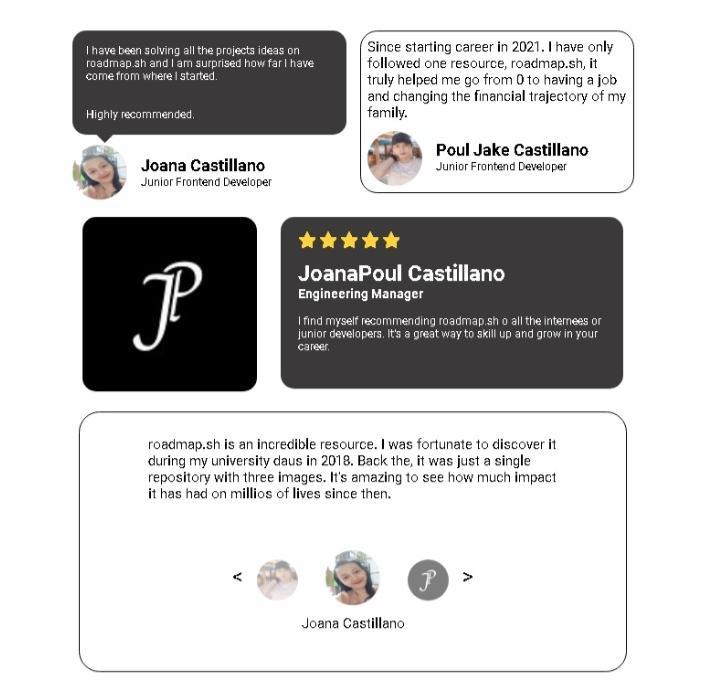 I have been solving all the projects ideas on
roadmap.sh and I am surprised how far I have
come from where I started.
Highly recommended.
Joana Castillano
Junior Frontend Developer
Since starting career in 2021. I have only
followed one resource, roadmap.sh, it
truly helped me go from 0 to having a job
and changing the financial trajectory of my
family.
Poul Jake Castillano
Junior Frontend Developer
JP
JoanaPoul Castillano
Engineering Manager
I find myself recommending roadmap.sh o all the internees or
junior developers. It's a great way to skill up and grow in your
career.
roadmap.sh is an incredible resource. I was fortunate to discover it
during my university daus in 2018. Back the, it was just a single
repository with three images. It's amazing to see how much impact
it has had on millios of lives since then.
< JP >
Joana Castillano